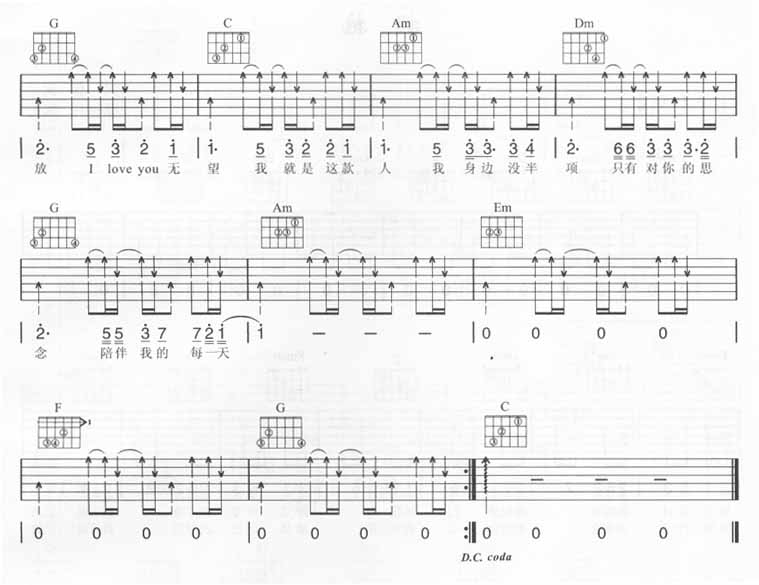 G C Am Dm
2· 5 3 2 1 1· 5 3 2 2 1 1· 5 3 3 3 4 2· 6 6 3 3 3· 2
放 I love you 无 望 我 就 是 这款 人 我 身 边 没 半 项 只有 对 你 的 思
G Am Em
2· 5 5 3 7 7 2 1 1 — — — 0 0 0 0
念 陪伴 我 的 每一天
F G C
0 0 0 0 0 0 0 0 0 0 0 0
D.C. coda